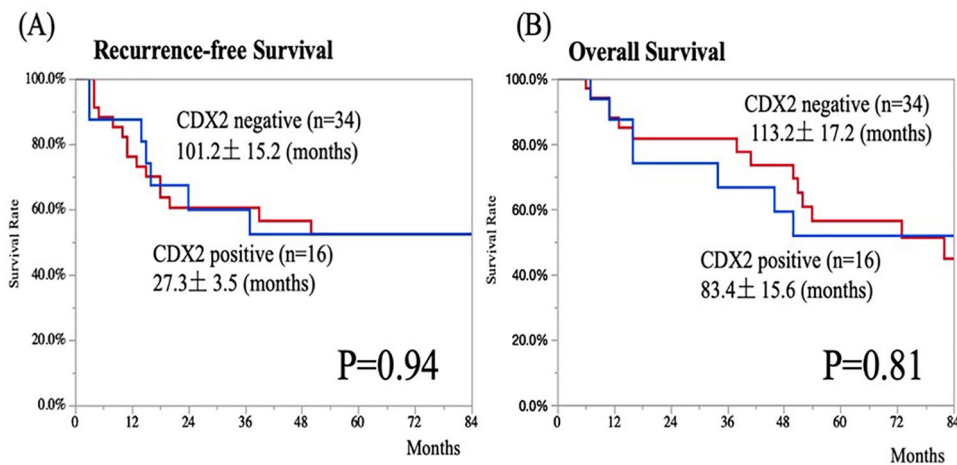 (A)
Recurrence-free Survival
100.0%
80.0%
60.0%
40.0%
20.0%
0.0%
Survival Rate
CDX2 negative (n=34)
101.2± 15.2 (months)
CDX2 positive (n=16)
27.3± 3.5 (months)
P=0.94
0 12 24 36 48 60 72 84
Months
(B)
Overall Survival
100.0%
80.0%
60.0%
40.0%
20.0%
0.0%
Survival Rate
CDX2 negative (n=34)
113.2± 17.2 (months)
CDX2 positive (n=16)
83.4± 15.6 (months)
P=0.81
0 12 24 36 48 60 72 84
Months